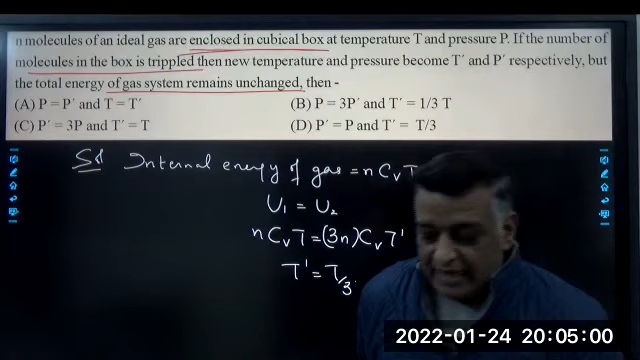 n molecules of an ideal gas are enclosed in cubical box at temperature T and pressure P. If the number of
molecules in the box is trippled then new temperature and pressure become T′ and P′ respectively, but
the total energy of gas system remains unchanged, then -
(A) P = P′ and T = T′ (B) P = 3P′ and T′ = 1/3 T
(C) P′ = 3P and T′ = T (D) P′ = P and T′ = T/3
Sol Internal energy of gas = n Cv T
U1 = U2
n Cv T = (3n) Cv T'
T' = T/3
2022-01-24 20:05:00